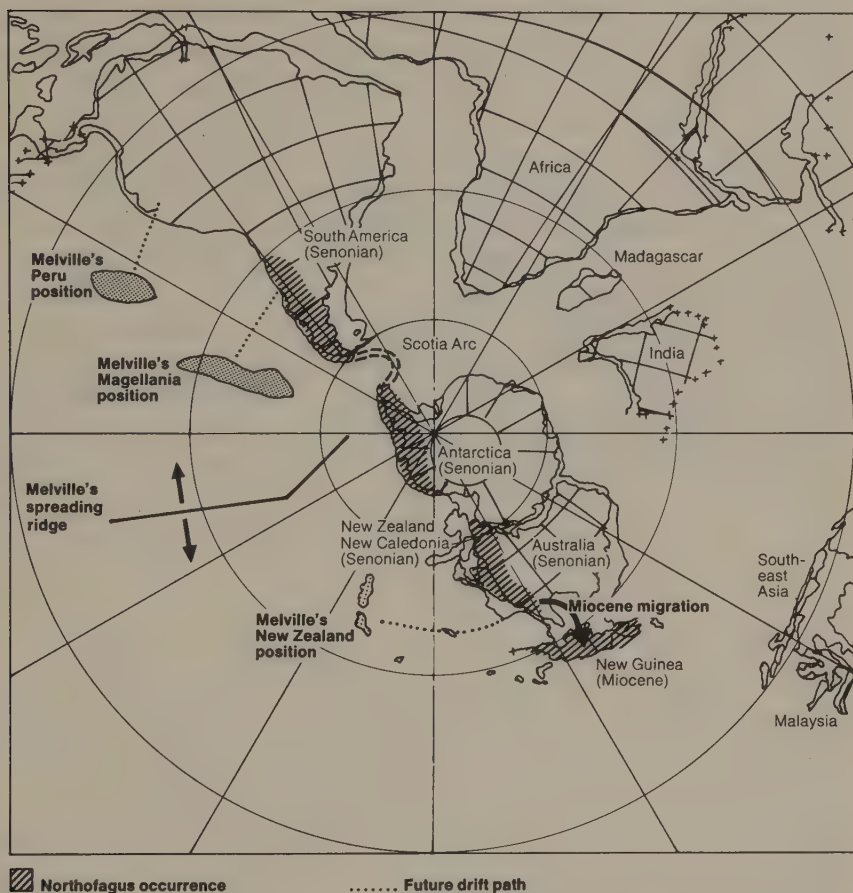 Africa
South America
(Senonian)
Madagascar
Melville's
Peru
position
Scotia Arc
India
Melville's
Magellania
position
Antarctica
(Senonian)
Melville's
spreading
ridge
New Zealand
New Caledonia
(Senonian)
Australia
(Senonian)
South-
east
Asia
Miocene migration
Melville's
New Zealand
position
New Guinea
(Miocene)
Malaysia
Northofagus occurrence
...... Future drift path